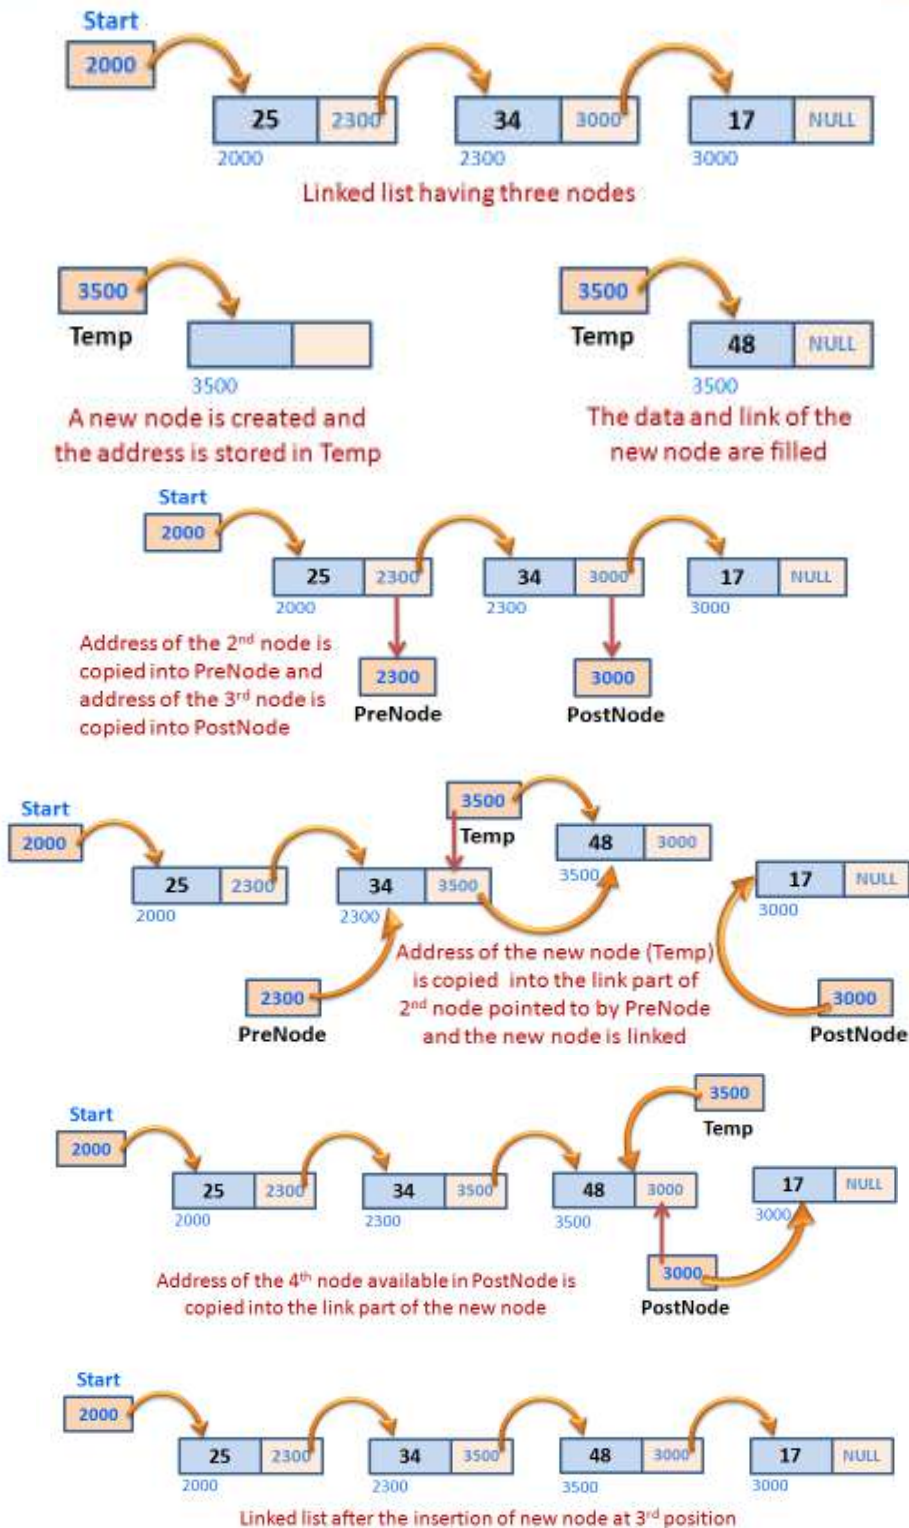 Start
2000
25 2300 34 3000 17 NULL
2000 2300 3000
Linked list having three nodes
3500 3500
Temp Temp
48 NULL
3500 3500
A new node is created and
the address is stored in Temp
The data and link of the
new node are filled
Start
2000
25 2300 34 3000 17 NULL
2000 2300 3000
Address of the 2nd node is
copied into PreNode and
address of the 3rd node is
copied into PostNode
2300 3000
PreNode PostNode
Start
2000
3500
Temp
48 3000
3500
25 2300 34 3500
2000 2300
17 NULL
3000
Address of the new node (Temp)
is copied into the link part of
2nd node pointed to by PreNode
and the new node is linked
2300
PreNode
3000
PostNode
3500
Temp
Start
2000
25 2300 34 3500 48 3000 17 NULL
2000 2300 3500 3000
Address of the 4th node available in PostNode is
copied into the link part of the new node
3000
PostNode
Start
2000
25 2300 34 3500 48 3000 17 NULL
2000 2300 3500 3000
Linked list after the insertion of new node at 3rd position